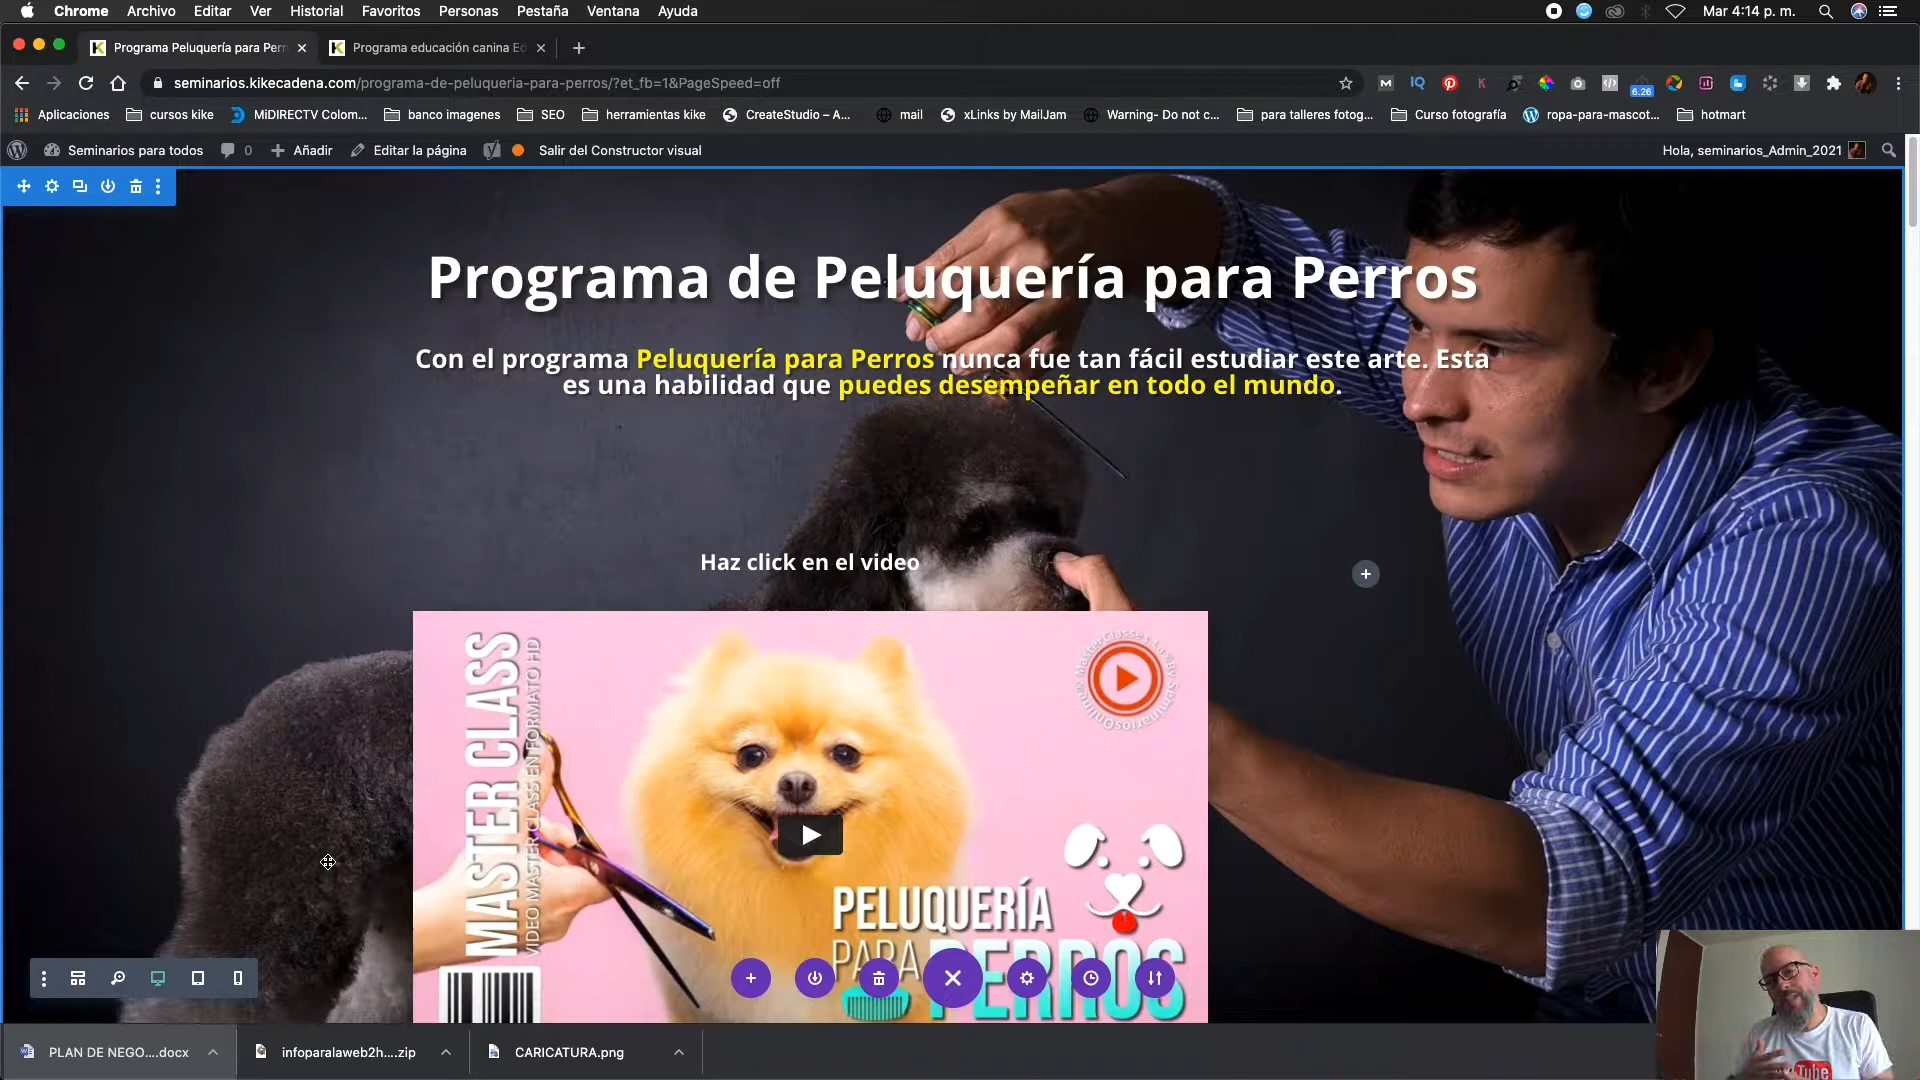 Chrome Archivo Editar Ver Historial Favoritos Personas Pestaña Ventana Ayuda Mar 4:14 p. m.
Programa Peluquería para Perr Programa educación canina Ed
seminarios.kikecadena.com/programa-de-peluqueria-para-perros/?et_fb=1&PageSpeed=off
6.26
Aplicaciones cursos kike MiDIRECTV Colom... banco imagenes SEO herramientas kike CreateStudio – A... mail xLinks by MailJam Warning- Do not c... para talleres fotog... Curso fotografía ropa-para-mascot... hotmart
Seminarios para todos 0 Añadir Editar la página Salir del Constructor visual Hola, seminarios_Admin_2021
Programa de Peluquería para Perros
Con el programa Peluquería para Perros nunca fue tan fácil estudiar este arte. Esta
es una habilidad que puedes desempeñar en todo el mundo.
Haz click en el video
MASTER CLASS
VIDEO MASTER CLASS EN FORMATO HD
PELUQUERÍA
PARA PERROS
PLAN DE NEGO....docx infoparalaweb2h....zip CARICATURA.png